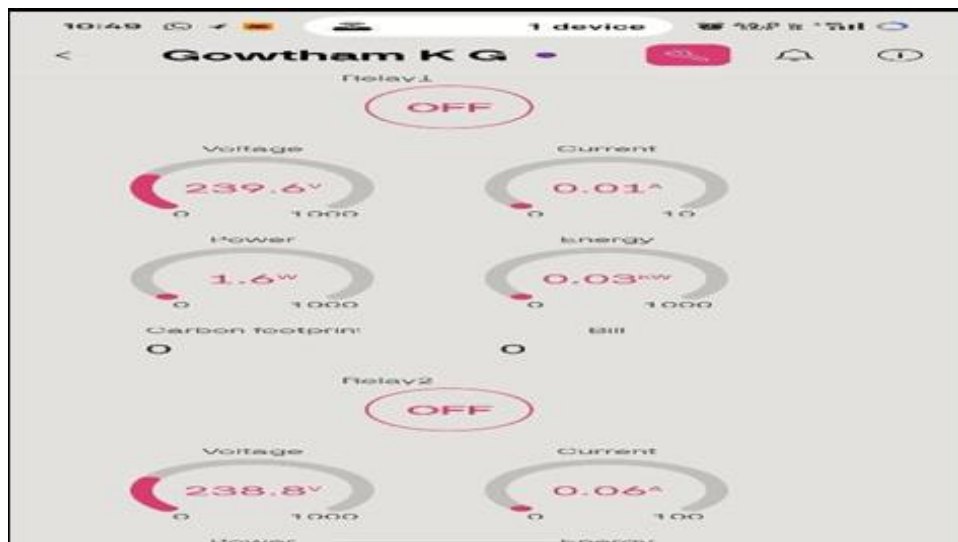 10:49 1 device
< Gowtham K G
Relay1
OFF
Voltage Current
239.6V 0.01A
0 1000 0 10
Power Energy
1.6W 0.03KW
0 1000 0 1000
Carbon footprin Bill
0 0
Relay2
OFF
Voltage Current
238.8V 0.06A
0 1000 0 100
Power Energy